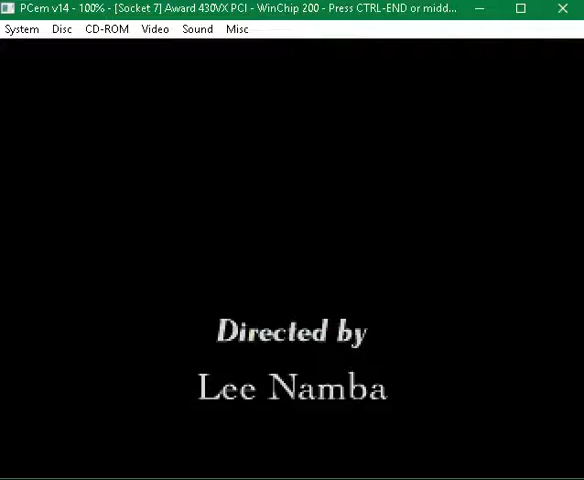 PCem v14 - 100% - [Socket 7] Award 430VX PCI - WinChip 200 - Press CTRL-END or midd...
System Disc CD-ROM Video Sound Misc
Directed by
Lee Namba